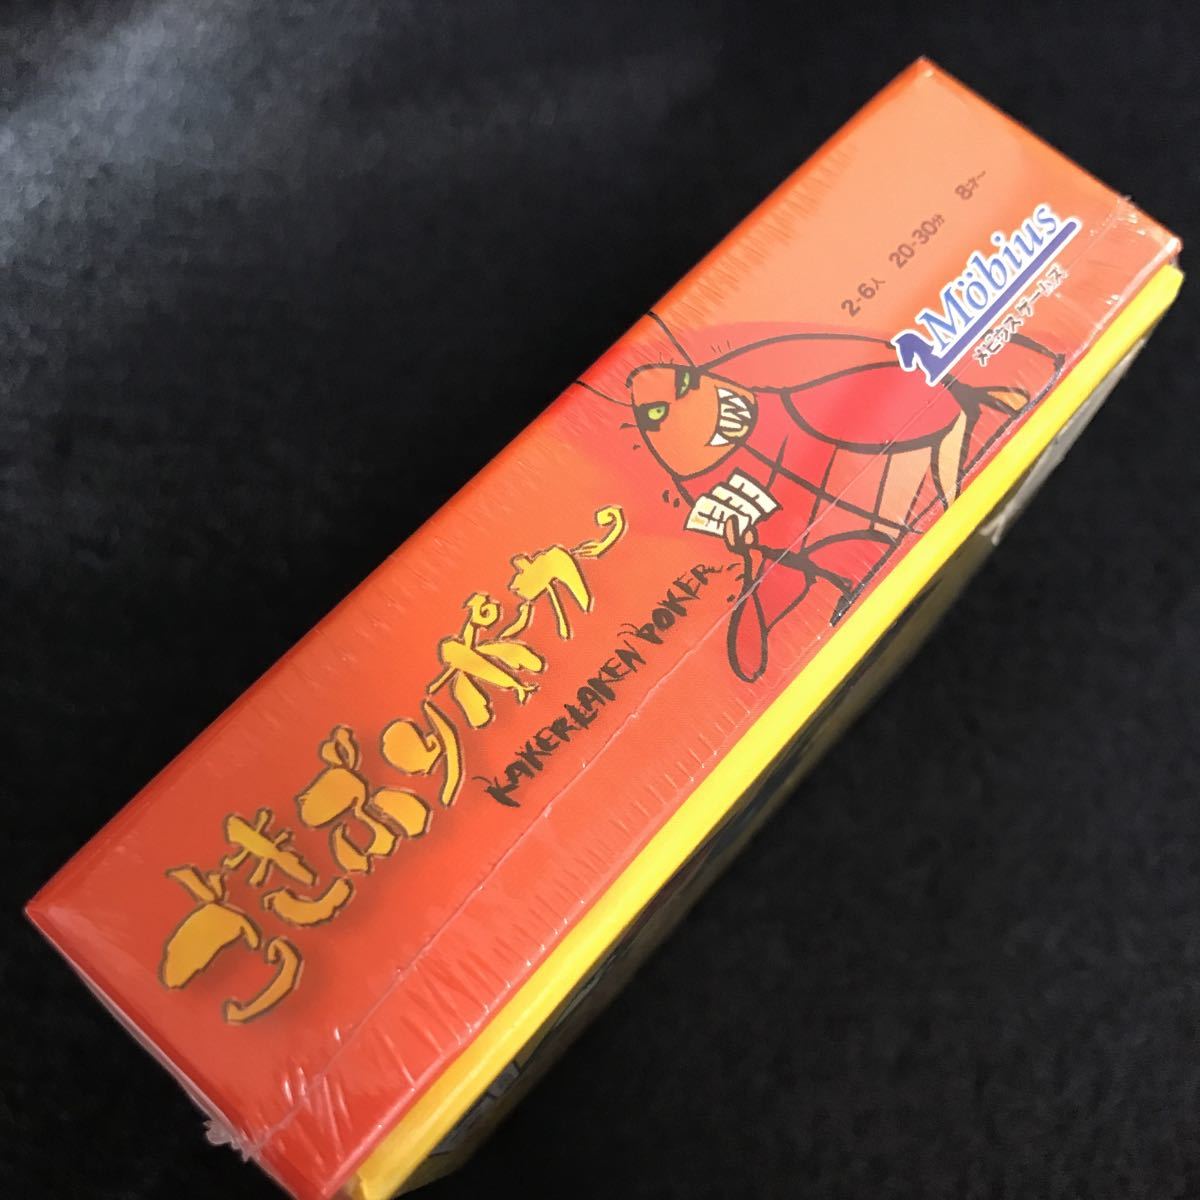 ごきぶりポーカー
KAKERLAKEN POKER
2-6人 20-30分 8才~
Möbius
メビウスゲームズ